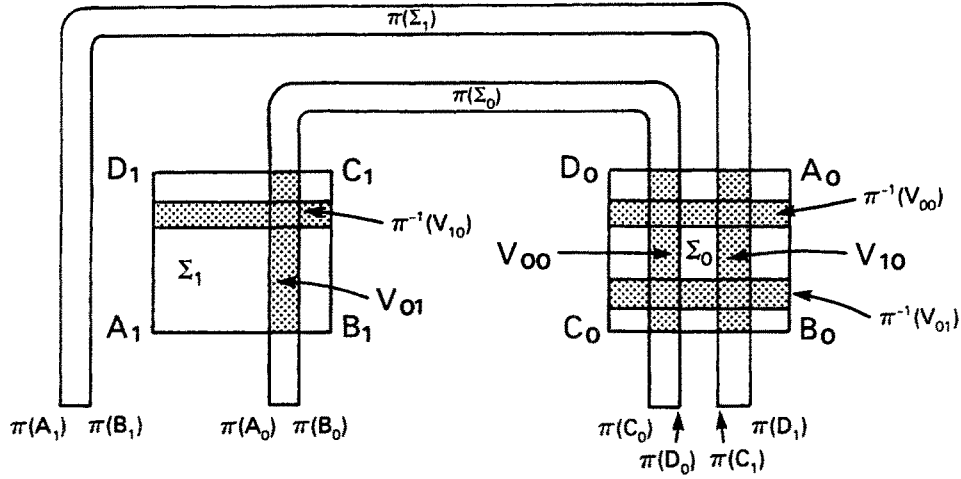 π(Σ₁)
π(Σ₀)
D₁ C₁ D₀ A₀
π⁻¹(V₁₀) π⁻¹(V₀₀)
Σ₁ V₀₁ V₀₀ Σ₀ V₁₀
A₁ B₁ C₀ B₀ π⁻¹(V₀₁)
π(A₁) π(B₁) π(A₀) π(B₀) π(C₀) π(D₁)
π(D₀) π(C₁)